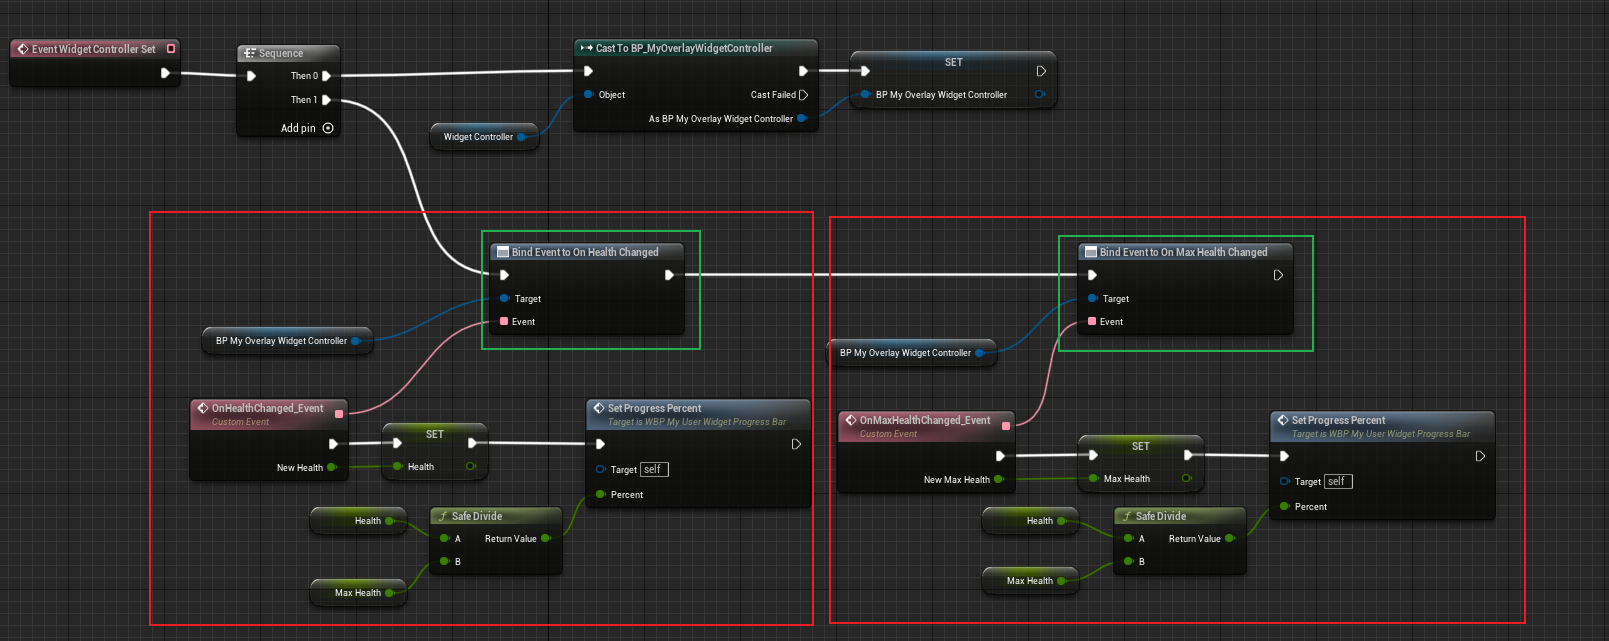 Event Widget Controller Set
Sequence
Then 0
Then 1
Add pin
Cast To BP_MyOverlayWidgetController
Object
Cast Failed
As BP My Overlay Widget Controller
Widget Controller
SET
BP My Overlay Widget Controller
Bind Event to On Health Changed
Target
Event
BP My Overlay Widget Controller
OnHealthChanged_Event
Custom Event
New Health
SET
Health
Set Progress Percent
Target is WBP My User Widget Progress Bar
Target self
Percent
Health
Max Health
f Safe Divide
A Return Value
B
Bind Event to On Max Health Changed
Target
Event
BP My Overlay Widget Controller
OnMaxHealthChanged_Event
Custom Event
New Max Health
SET
Max Health
Set Progress Percent
Target is WBP My User Widget Progress Bar
Target self
Percent
Health
Max Health
f Safe Divide
A Return Value
B